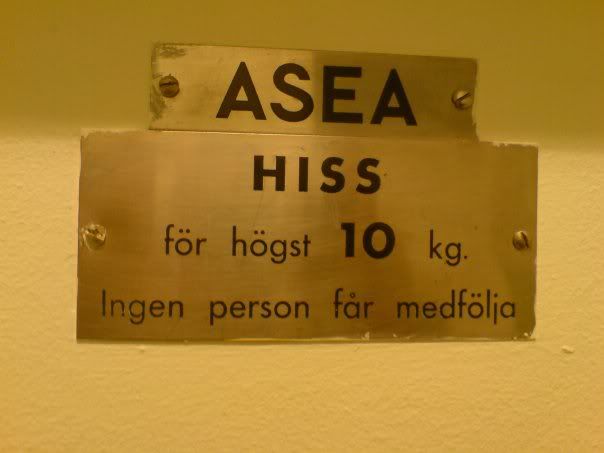 ASEA
HISS
för högst 10 kg.
Ingen person får medfölja